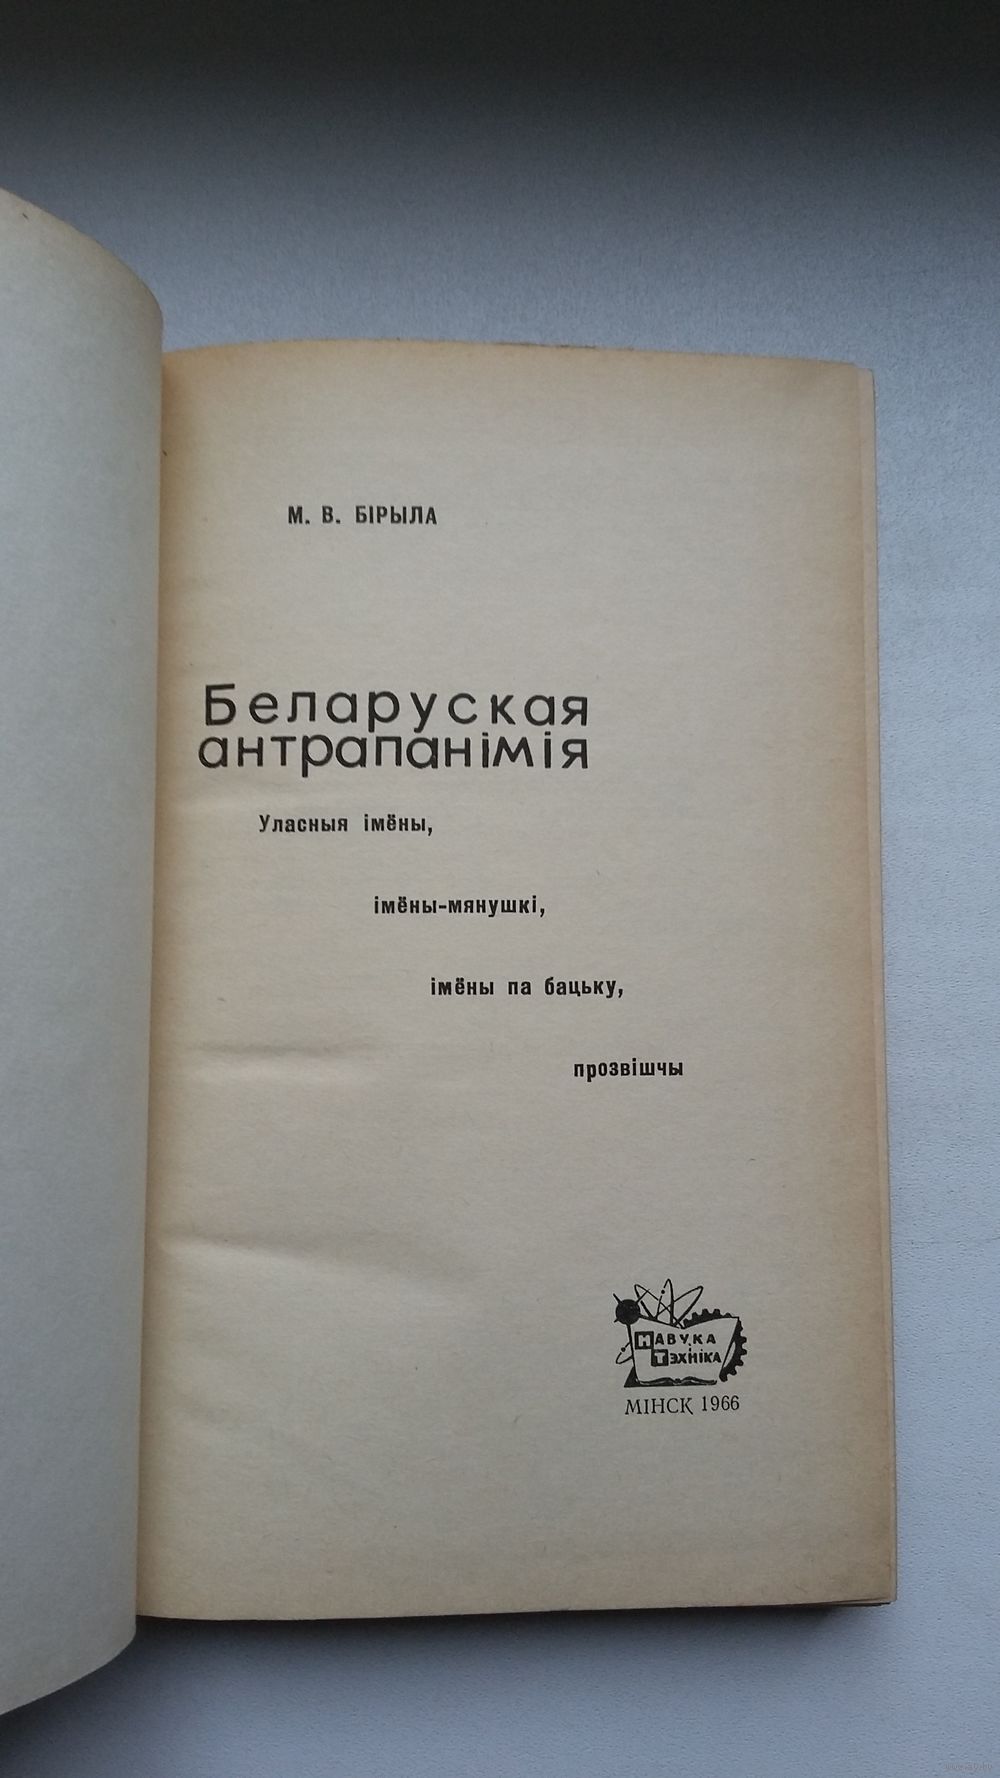 М. В. БІРЫЛА
Беларуская
антрапанімія
Уласныя імёны,
імёны-мянушкі,
імёны па бацьку,
прозвішчы
НАВУКА
і
ТЭХНІКА
МІНСК 1966